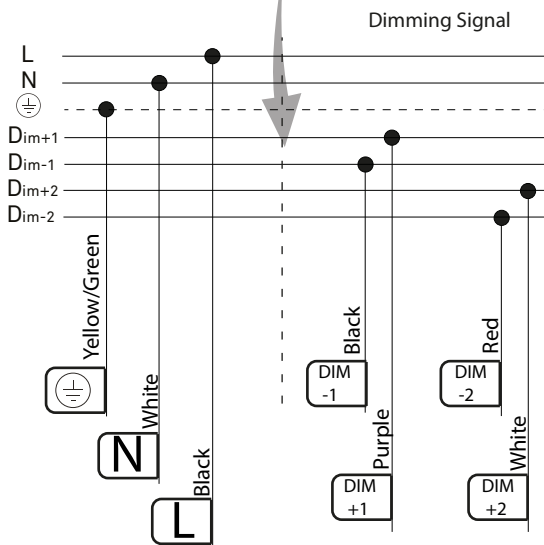 Dimming Signal
L
N
Dim+1
Dim-1
Dim+2
Dim-2
Yellow/Green
White
N
Black
L
Black
DIM
-1
Purple
DIM
+1
Red
DIM
-2
White
DIM
+2